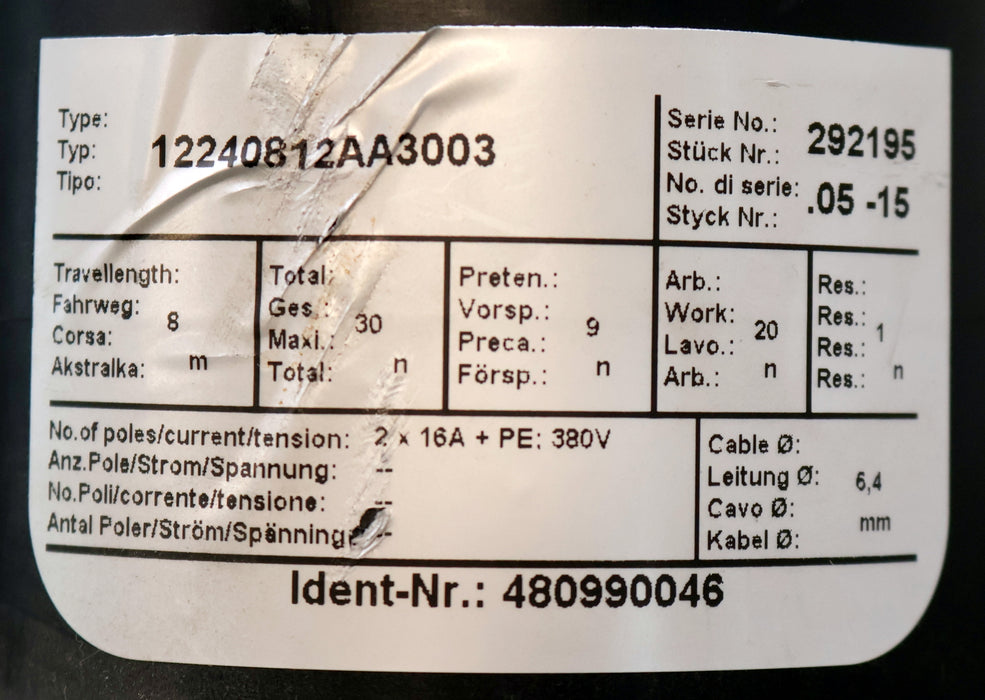 Type:
Typ: 12240812AA3003
Tipo:
Serie No.: 292195
Stück Nr.:
No. di serie: .05 -15
Styck Nr.:
Travellength:
Fahrweg: 8
Corsa:
Akstralka: m
Total:
Ges.: 30
Maxi.:
Total: n
Preten.:
Vorsp.: 9
Preca.:
Försp.: n
Arb.:
Work: 20
Lavo.:
Arb.: n
Res.:
Res.: 1
Res.:
Res.: n
No.of poles/current/tension: 2 x 16A + PE: 380V
Anz.Pole/Strom/Spannung: --
No.Poli/corrente/tensione: --
Antal Poler/Ström/Spänning: --
Cable Ø:
Leitung Ø: 6,4
Cavo Ø:
Kabel Ø: mm
Ident-Nr.: 480990046